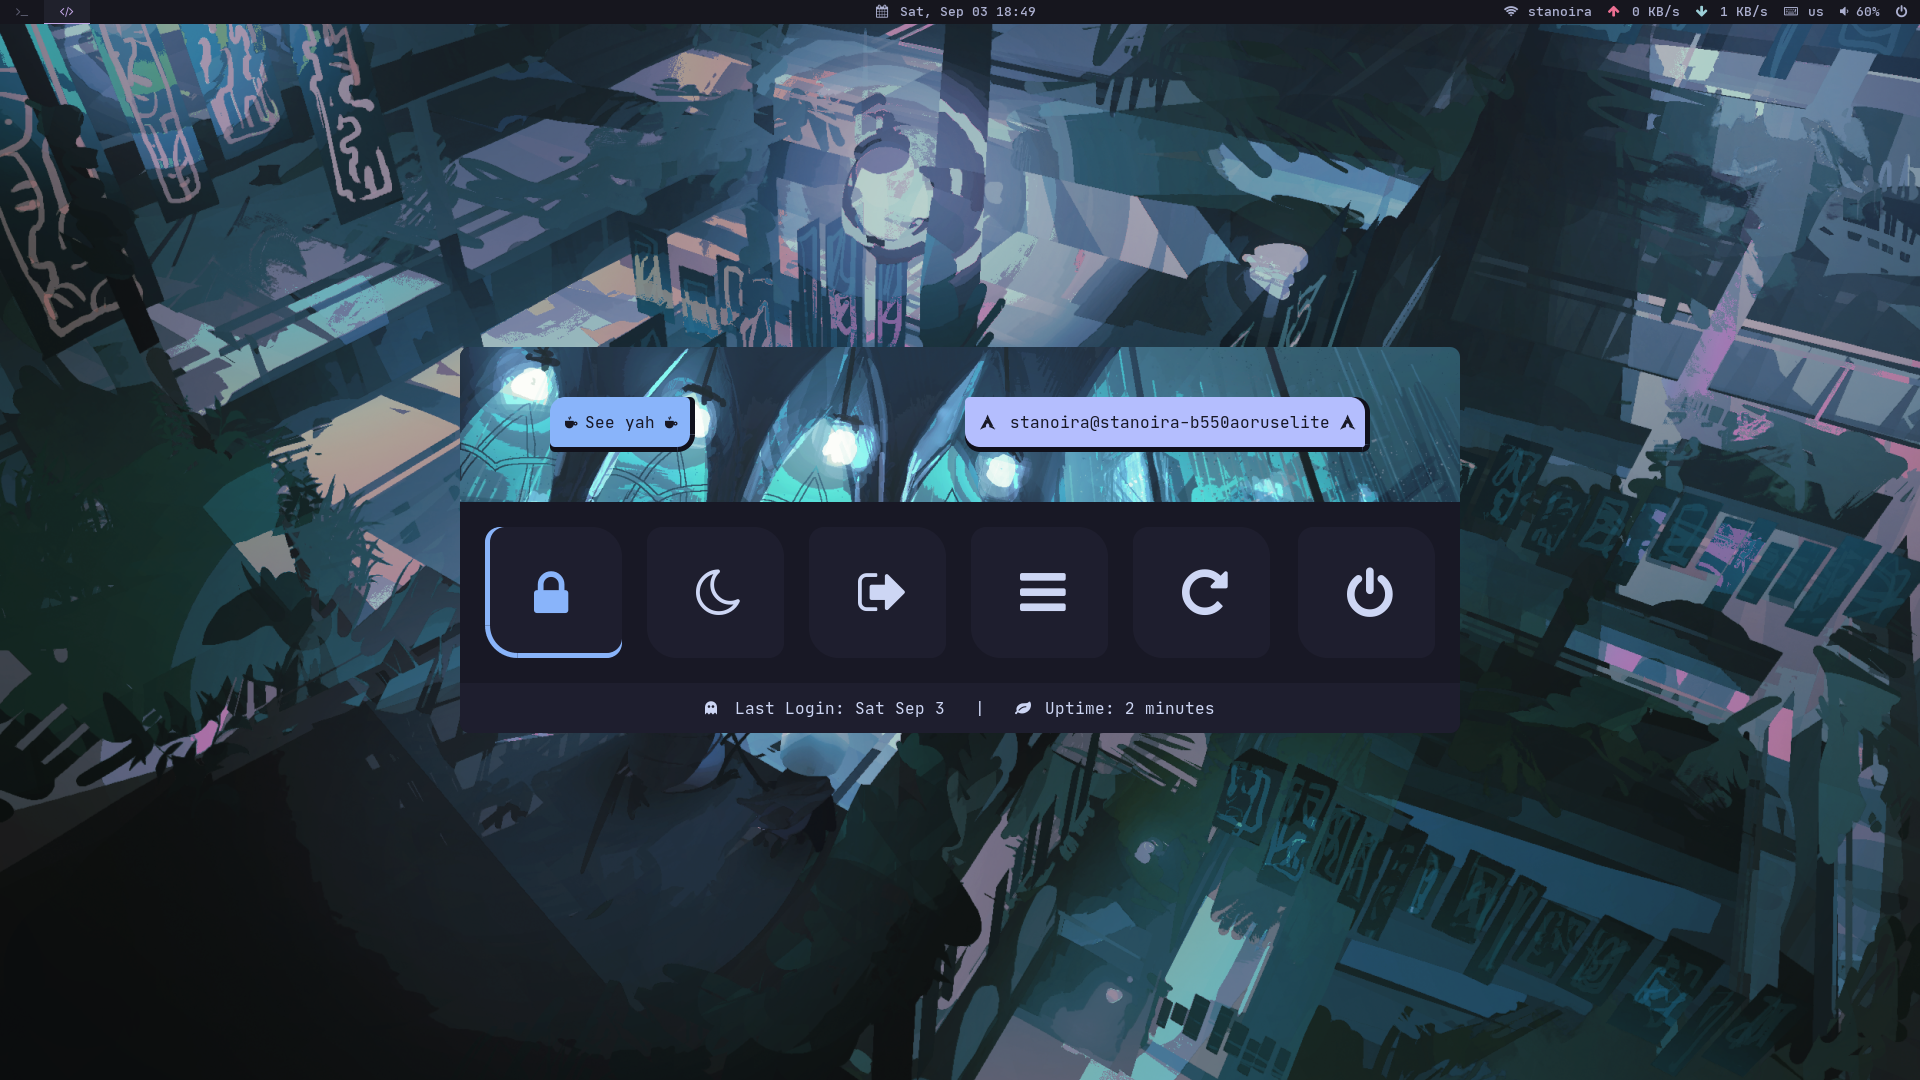 >_ </> Sat, Sep 03 18:49 stanoira 0 KB/s 1 KB/s us 60%
See yah stanoira@stanoira-b550aoruselite
Last Login: Sat Sep 3 | Uptime: 2 minutes